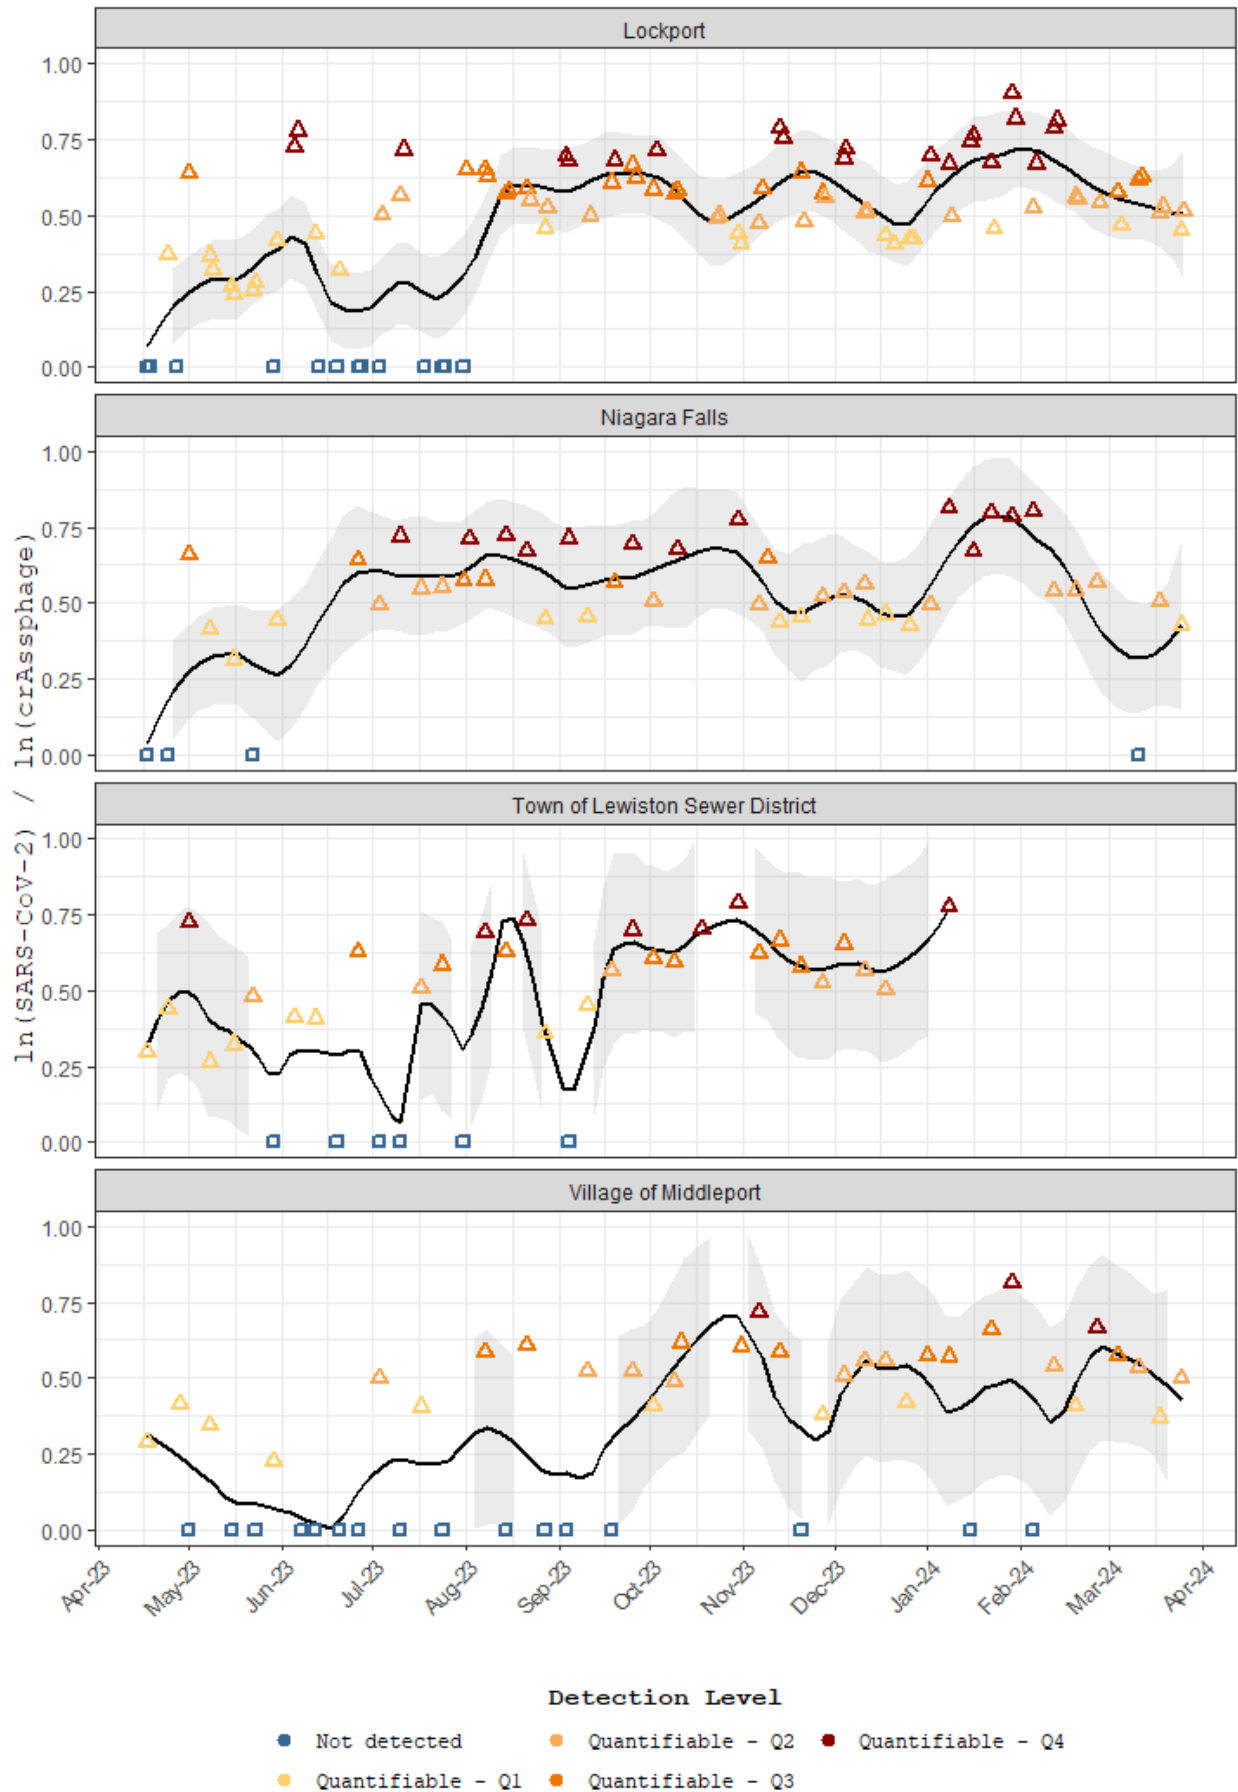 Lockport
1.00
0.75
0.50
0.25
0.00
Niagara Falls
1.00
0.75
0.50
0.25
0.00
Town of Lewiston Sewer District
1.00
0.75
0.50
0.25
0.00
Village of Middleport
1.00
0.75
0.50
0.25
0.00
ln(SARS-CoV-2) / ln(crAssphage)
Apr-23 May-23 Jun-23 Jul-23 Aug-23 Sep-23 Oct-23 Nov-23 Dec-23 Jan-24 Feb-24 Mar-24 Apr-24
Detection Level
Not detected Quantifiable - Q2 Quantifiable - Q4
Quantifiable - Q1 Quantifiable - Q3